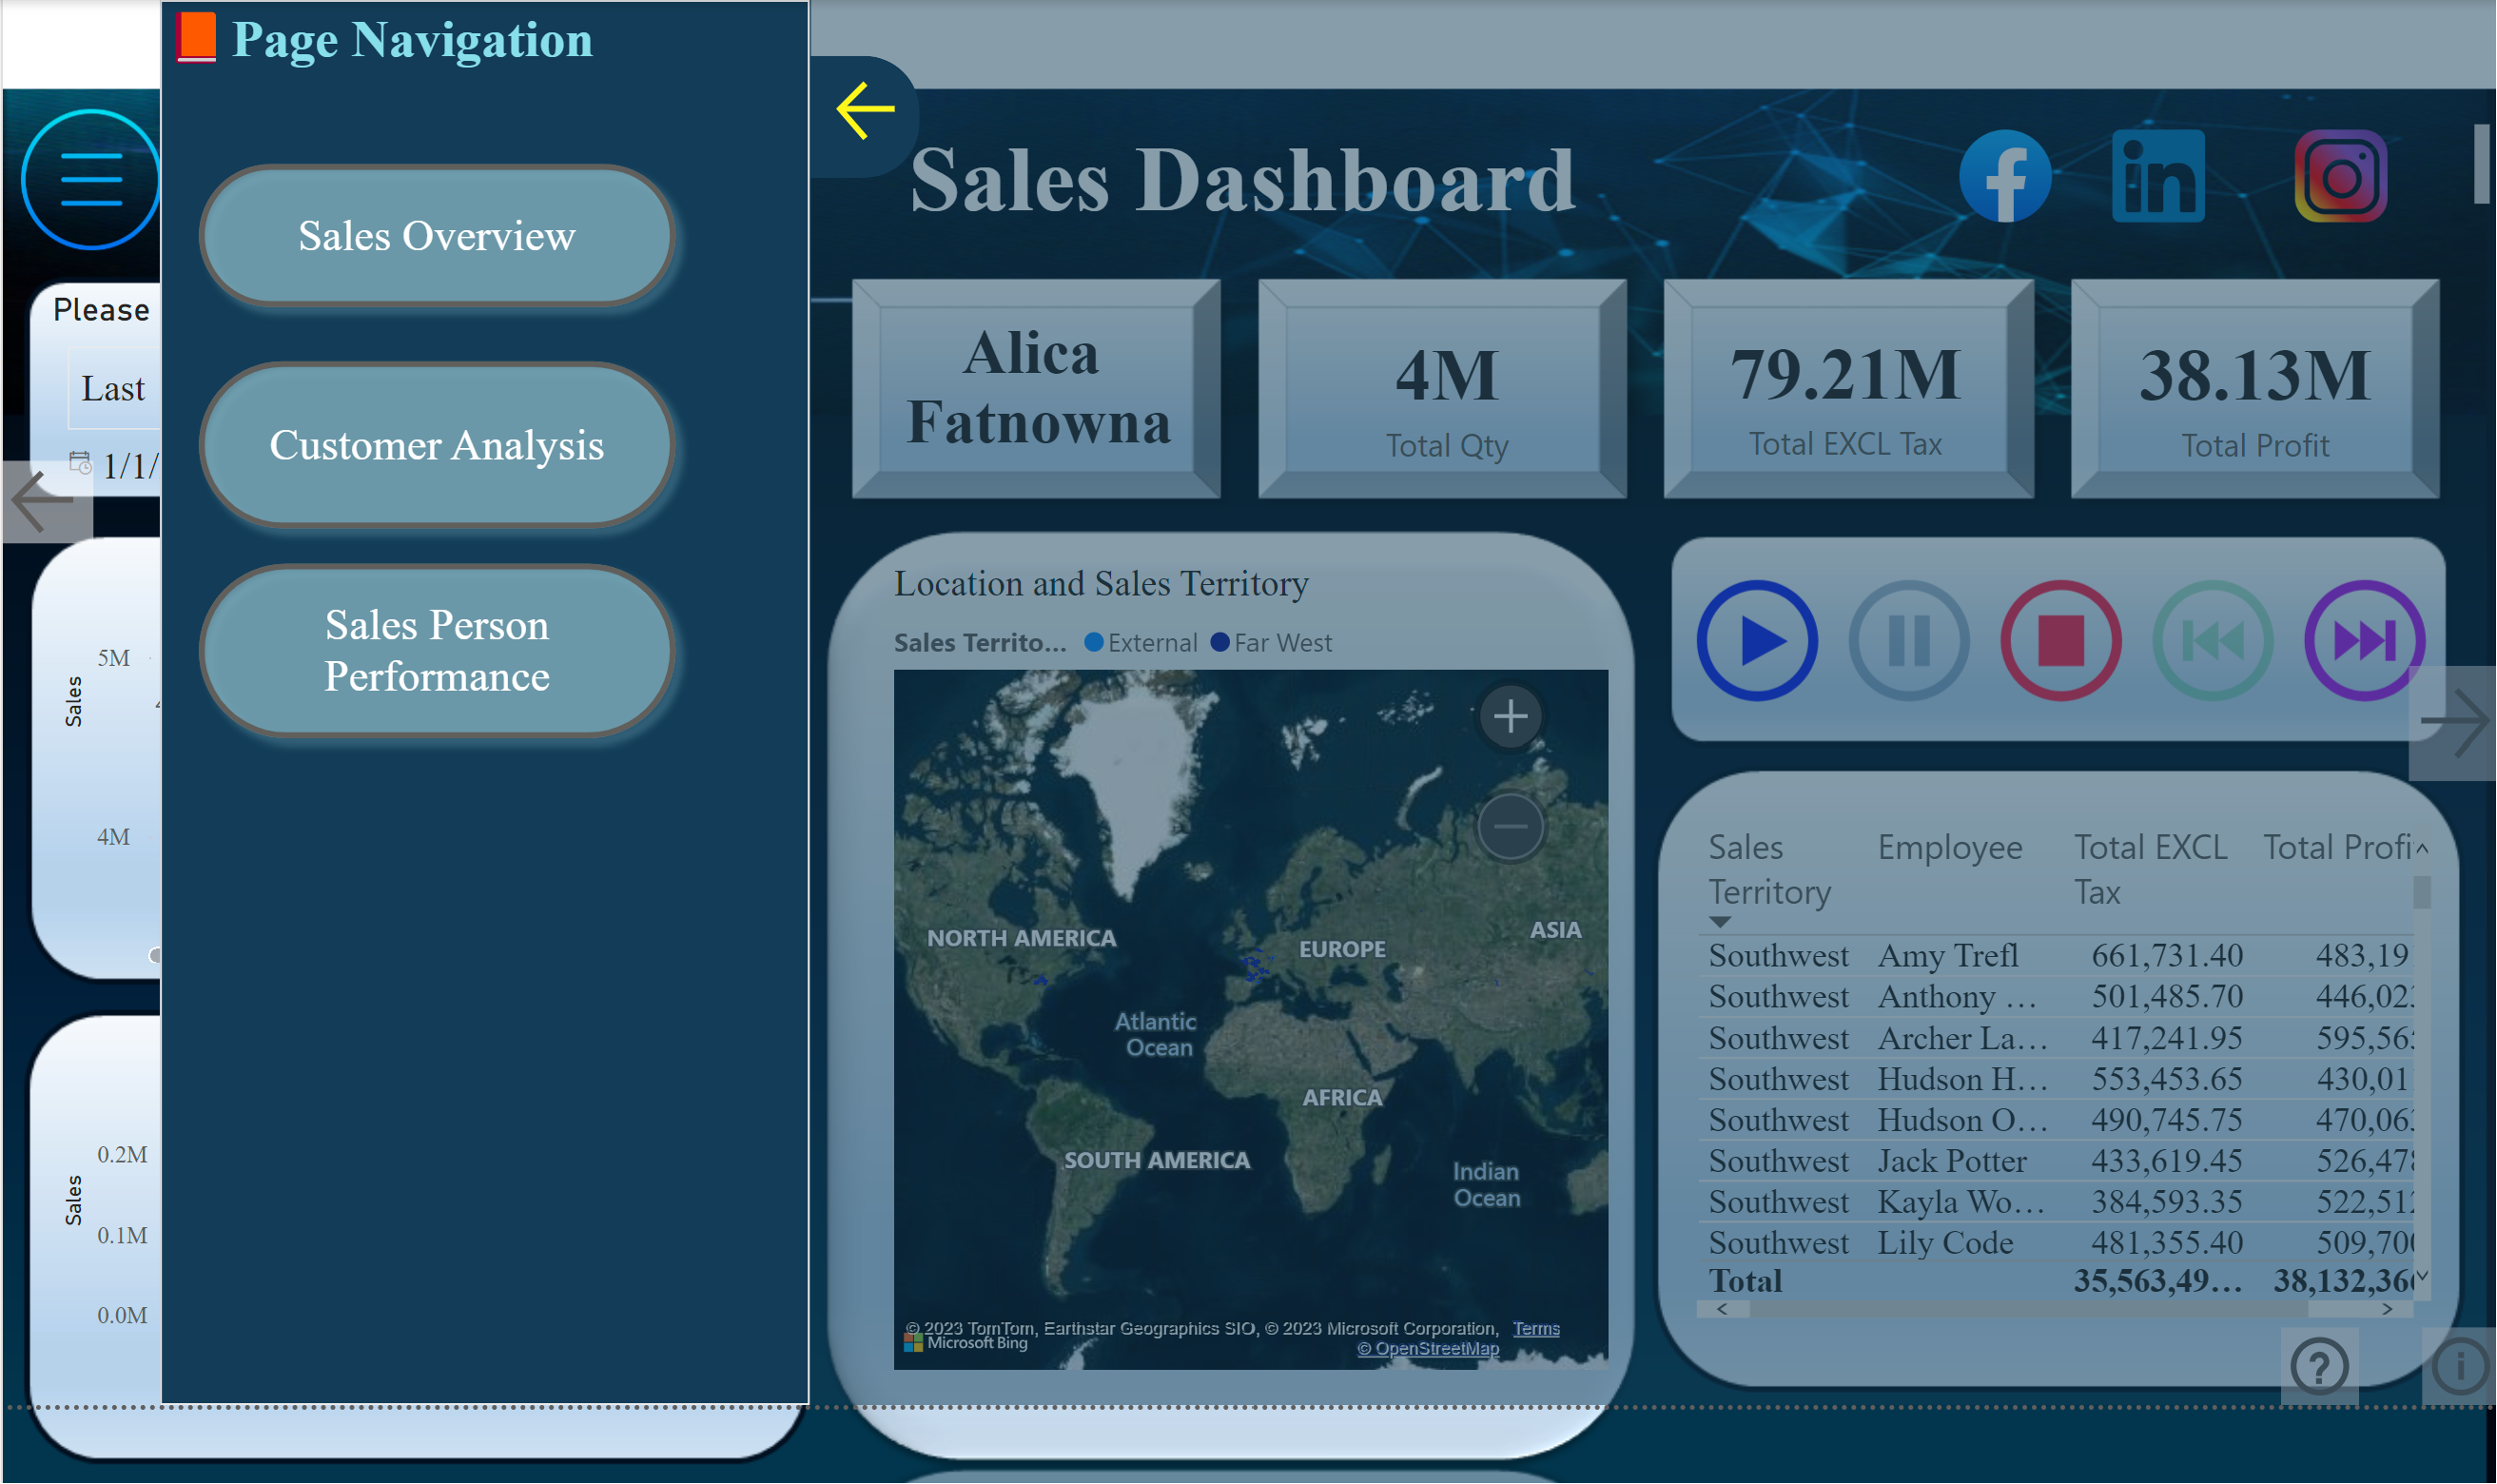 Page Navigation
Sales Overview
Customer Analysis
Sales Person
Performance
Please
Last
1/1/
Sales
5M
4M
Sales
0.2M
0.1M
0.0M
Sales Dashboard
in
Alica
Fatnowna
4M
Total Qty
79.21M
Total EXCL Tax
38.13M
Total Profit
Location and Sales Territory
Sales Territo... External Far West
NORTH AMERICA
EUROPE
ASIA
Atlantic
Ocean
AFRICA
SOUTH AMERICA
Indian
Ocean
© 2023 TomTom, Earthstar Geographics SIO, © 2023 Microsoft Corporation, Terms
Microsoft Bing
© OpenStreetMap
Sales Employee Total EXCL Total Profi
Territory Tax
Southwest Amy Trefl 661,731.40 483,19
Southwest Anthony ... 501,485.70 446,02
Southwest Archer La... 417,241.95 595,56
Southwest Hudson H... 553,453.65 430,01
Southwest Hudson O... 490,745.75 470,06
Southwest Jack Potter 433,619.45 526,47
Southwest Kayla Wo... 384,593.35 522,51
Southwest Lily Code 481,355.40 509,70
Total 35,563,49... 38,132,36